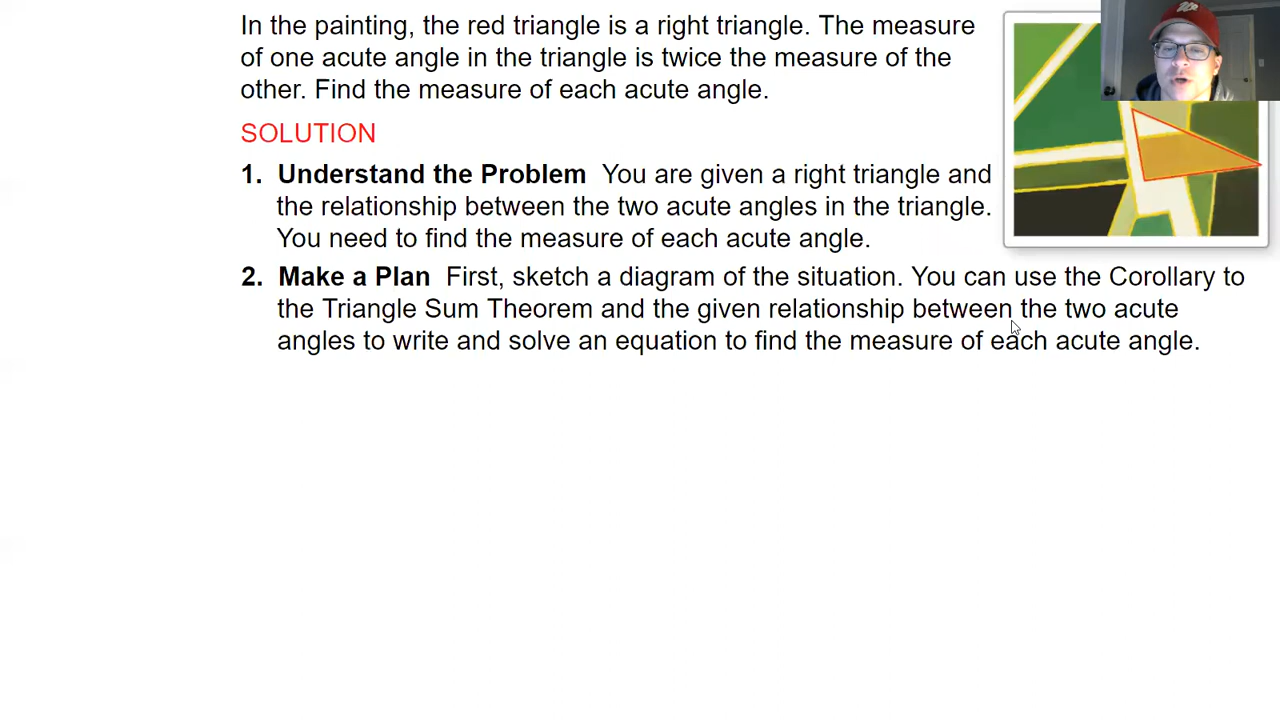 In the painting, the red triangle is a right triangle. The measure
of one acute angle in the triangle is twice the measure of the
other. Find the measure of each acute angle.
SOLUTION
1. Understand the Problem You are given a right triangle and
the relationship between the two acute angles in the triangle.
You need to find the measure of each acute angle.
2. Make a Plan First, sketch a diagram of the situation. You can use the Corollary to
the Triangle Sum Theorem and the given relationship between the two acute
angles to write and solve an equation to find the measure of each acute angle.